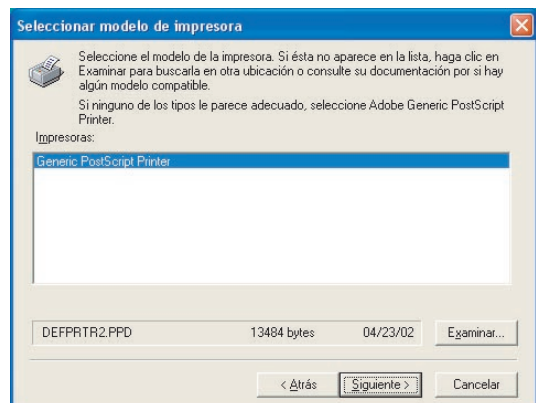 Seleccionar modelo de impresora
Seleccione el modelo de la impresora. Si ésta no aparece en la lista, haga clic en
Examinar para buscarla en otra ubicación o consulte su documentación por si hay
algún modelo compatible.
Si ninguno de los tipos le parece adecuado, seleccione Adobe Generic PostScript
Printer.
Impresoras:
Generic PostScript Printer
DEFPRTR2.PPD 13484 bytes 04/23/02 Examinar...
< Atrás Siguiente > Cancelar